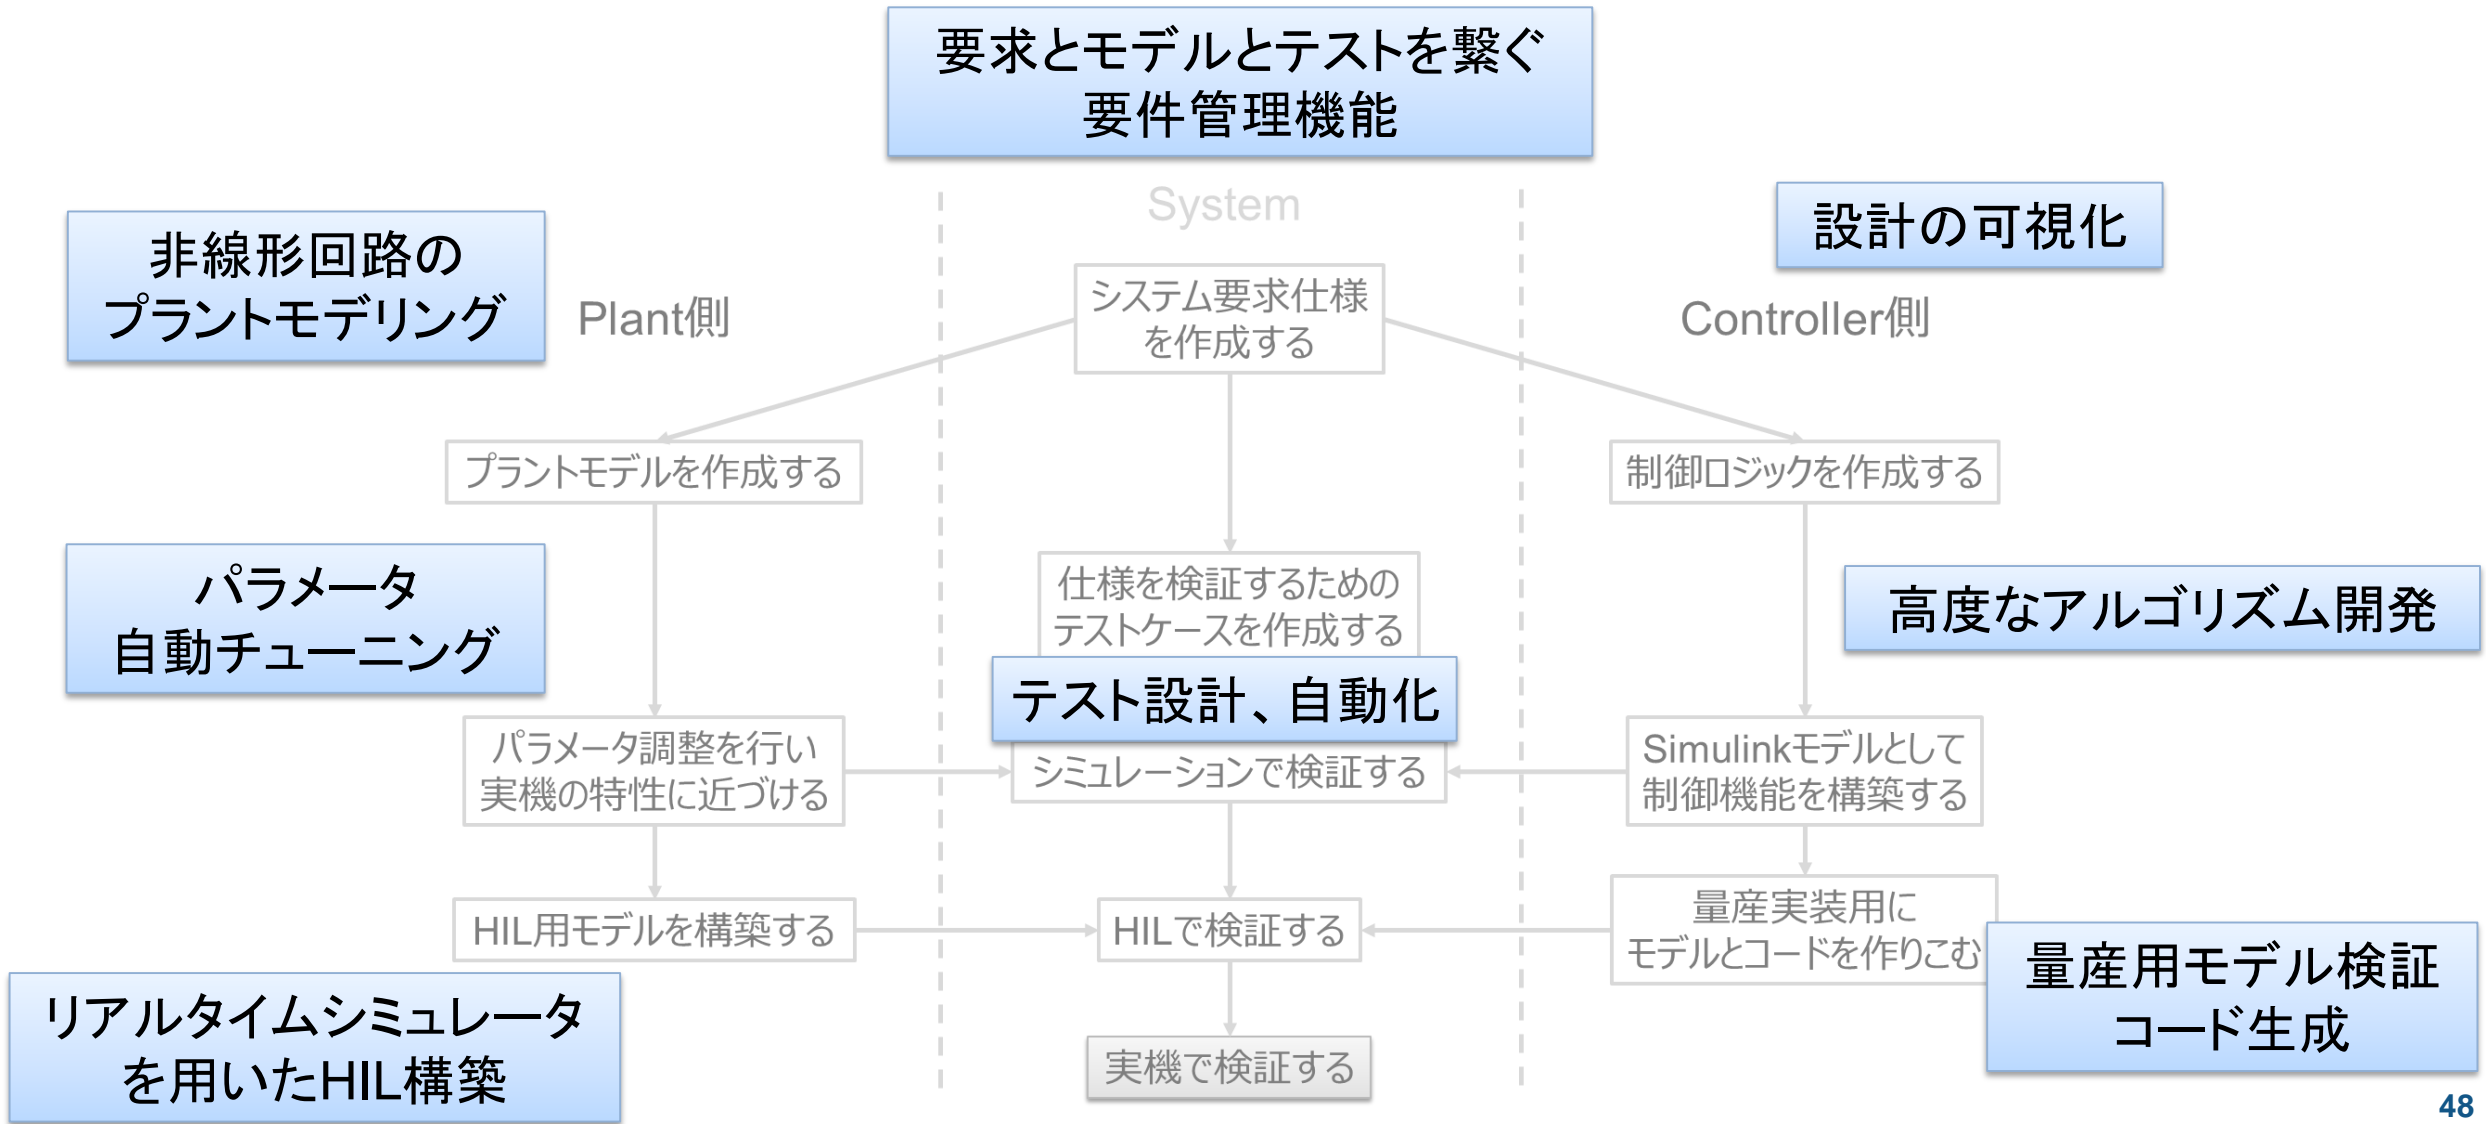 要求とモデルとテストを繋ぐ
要件管理機能
System
設計の可視化
非線形回路の
プラントモデリング
Plant側
システム要求仕様
を作成する
Controller側
プラントモデルを作成する
制御ロジックを作成する
パラメータ
自動チューニング
仕様を検証するための
テストケースを作成する
高度なアルゴリズム開発
テスト設計、自動化
パラメータ調整を行い
実機の特性に近づける
シミュレーションで検証する
Simulinkモデルとして
制御機能を構築する
HIL用モデルを構築する
HILで検証する
量産実装用に
モデルとコードを作りこむ
量産用モデル検証
コード生成
リアルタイムシミュレータ
を用いたHIL構築
実機で検証する
48